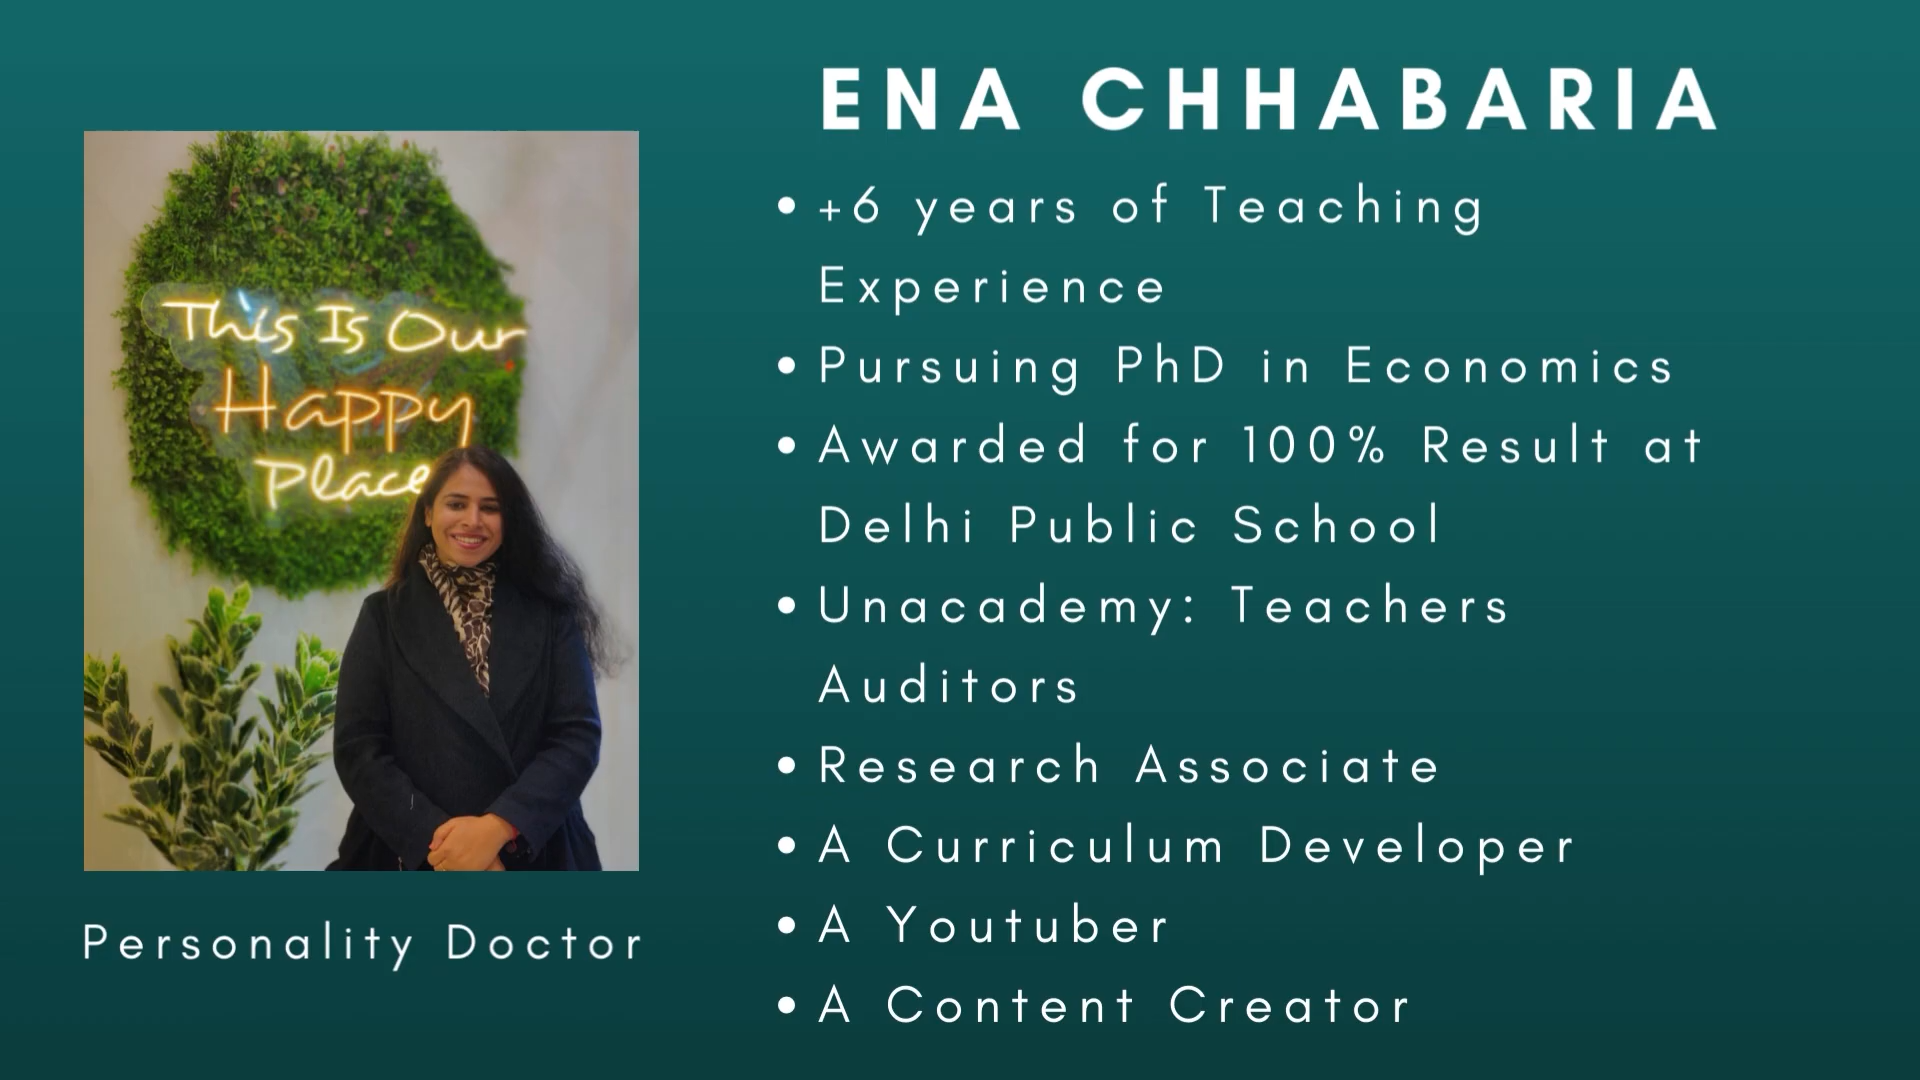 ENA CHHABARIA
• +6 years of Teaching
Experience
• Pursuing PhD in Economics
• Awarded for 100% Result at
Delhi Public School
• Unacademy: Teachers
Auditors
• Research Associate
• A Curriculum Developer
• A Youtuber
• A Content Creator
This Is Our
Happy
Place
Personality Doctor